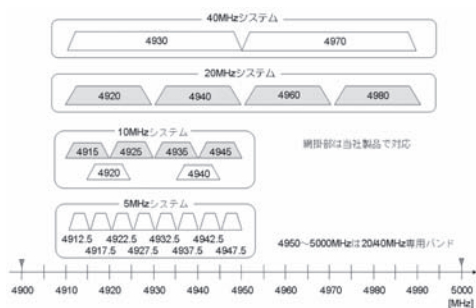 40MHzシステム
4930 4970
20MHzシステム
4920 4940 4960 4980
10MHzシステム
4915 4925 4935 4945
4920 4940
網掛部は当社製品で対応
5MHzシステム
4912.5 4922.5 4932.5 4942.5
4917.5 4927.5 4937.5 4947.5
4950～5000MHzは20/40MHz専用バンド
4900 4910 4920 4930 4940 4950 4960 4970 4980 4990 5000
[MHz]